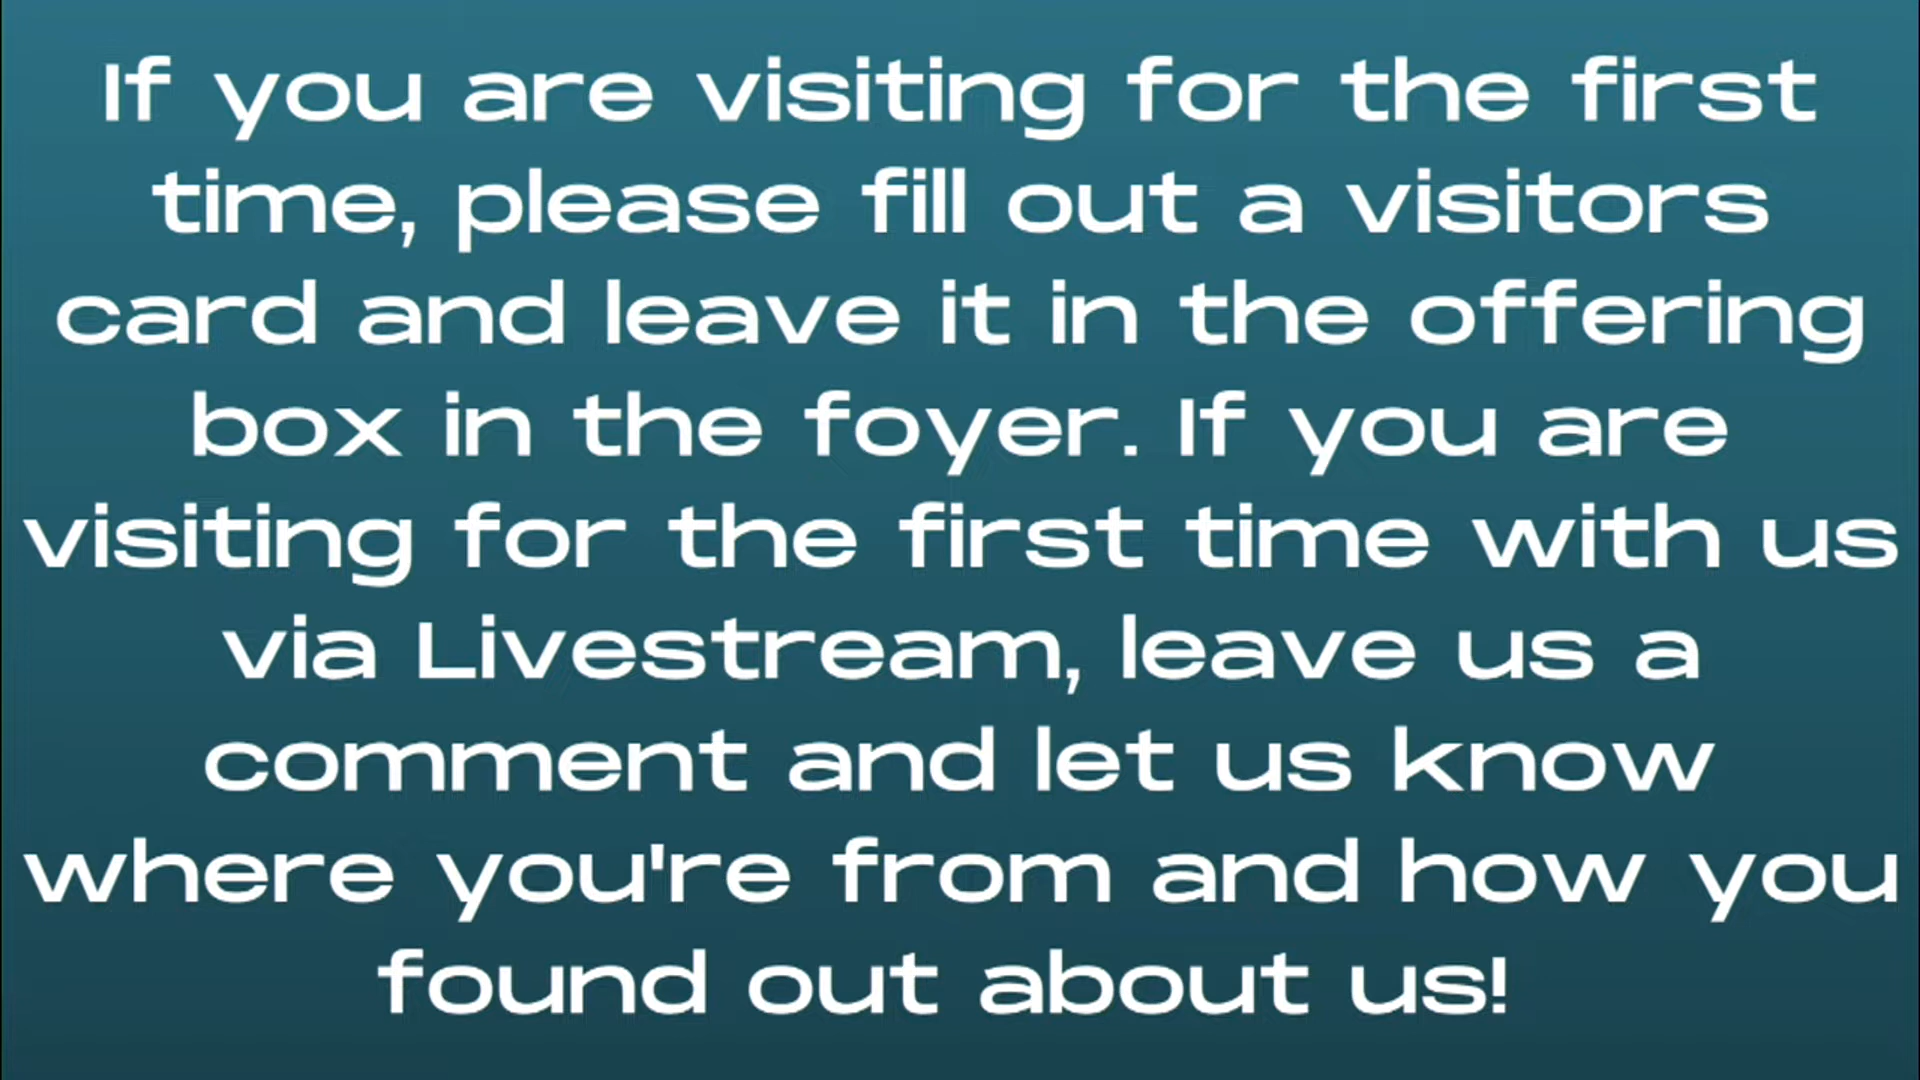 If you are visiting for the first
time, please fill out a visitors
card and leave it in the offering
box in the foyer. If you are
visiting for the first time with us
via Livestream, leave us a
comment and let us know
where you're from and how you
found out about us!